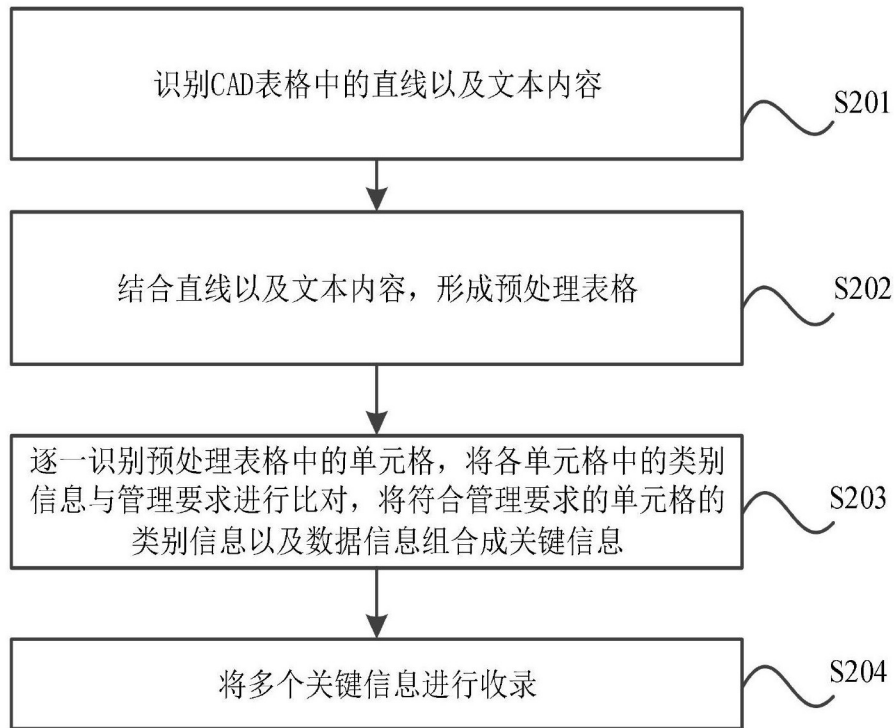 识别CAD表格中的直线以及文本内容
S201
结合直线以及文本内容，形成预处理表格
S202
逐一识别预处理表格中的单元格，将各单元格中的类别
信息与管理要求进行比对，将符合管理要求的单元格的
类别信息以及数据信息组合成关键信息
S203
将多个关键信息进行收录
S204